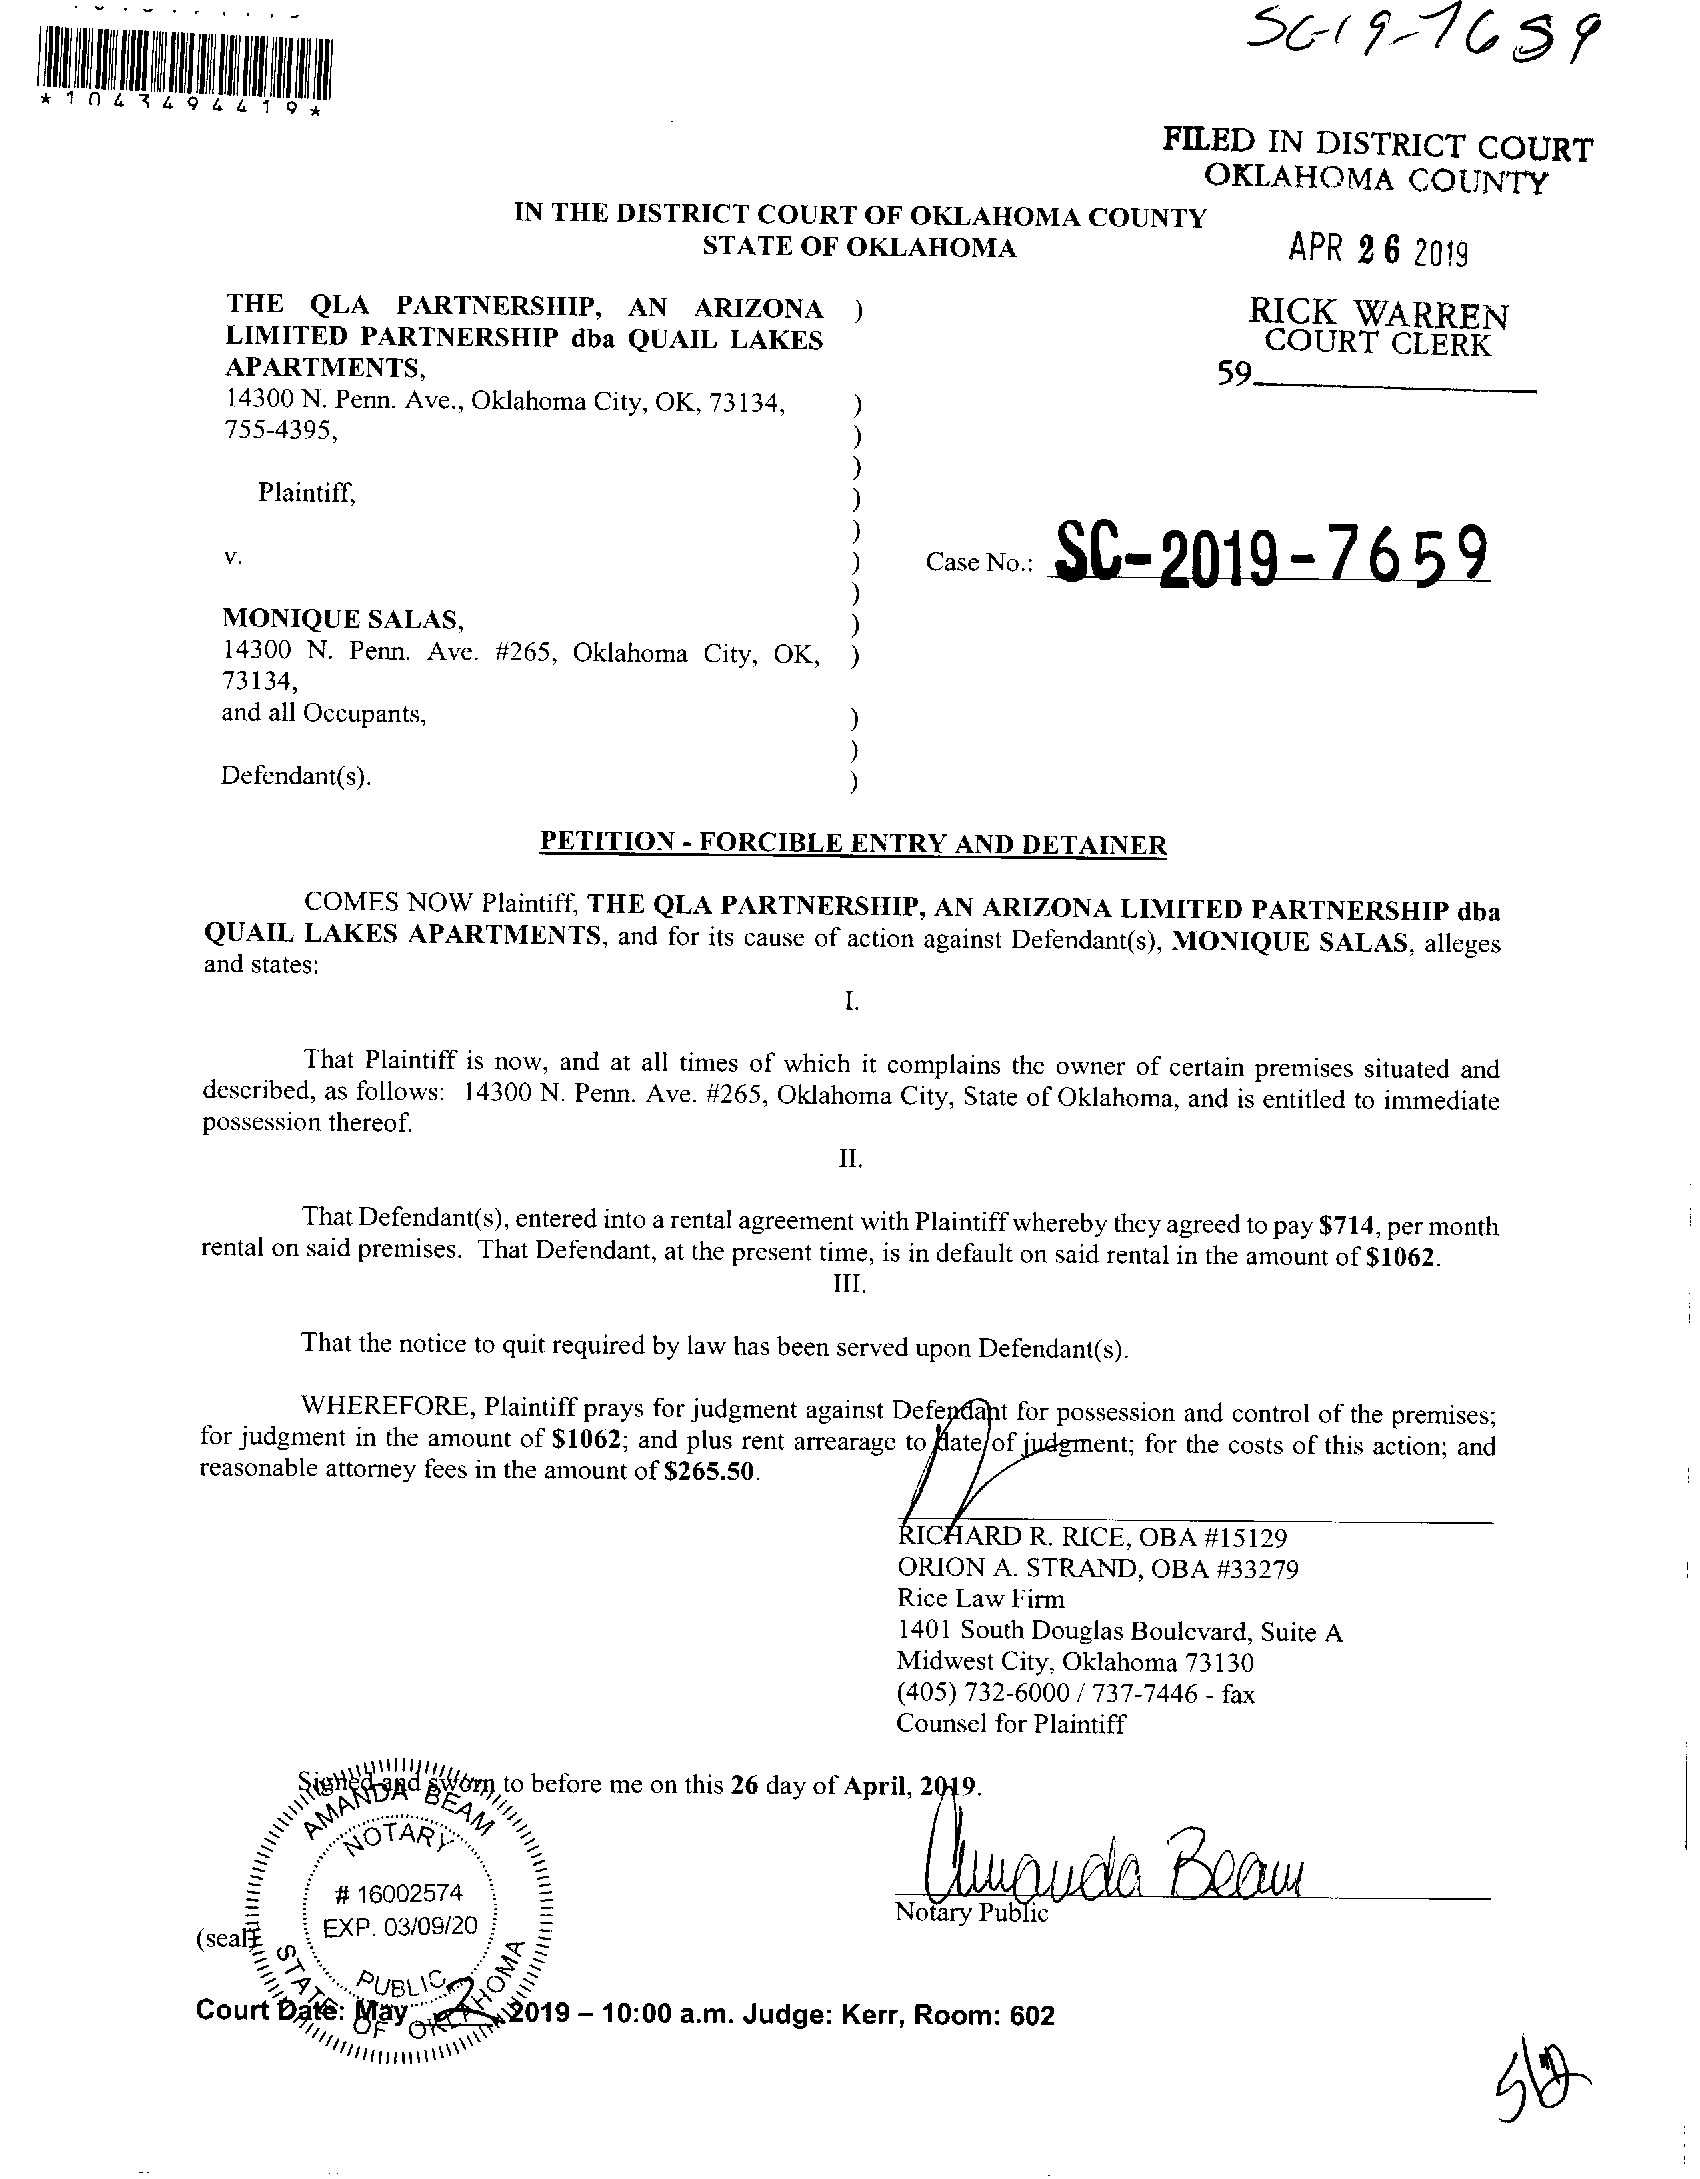 SC-19-7659
*1043494419*
FILED IN DISTRICT COURT
OKLAHOMA COUNTY
IN THE DISTRICT COURT OF OKLAHOMA COUNTY
STATE OF OKLAHOMA
APR 26 2019
THE QLA PARTNERSHIP, AN ARIZONA )
LIMITED PARTNERSHIP dba QUAIL LAKES
APARTMENTS,
14300 N. Penn. Ave., Oklahoma City, OK, 73134, )
755-4395, )
)
Plaintiff, )
)
v. )
)
MONIQUE SALAS, )
14300 N. Penn. Ave. #265, Oklahoma City, OK, )
73134,
and all Occupants, )
)
Defendant(s). )
RICK WARREN
COURT CLERK
59
Case No.: SC-2019-7659
PETITION - FORCIBLE ENTRY AND DETAINER
COMES NOW Plaintiff, THE QLA PARTNERSHIP, AN ARIZONA LIMITED PARTNERSHIP dba
QUAIL LAKES APARTMENTS, and for its cause of action against Defendant(s), MONIQUE SALAS, alleges
and states:
I.
That Plaintiff is now, and at all times of which it complains the owner of certain premises situated and
described, as follows: 14300 N. Penn. Ave. #265, Oklahoma City, State of Oklahoma, and is entitled to immediate
possession thereof.
II.
That Defendant(s), entered into a rental agreement with Plaintiff whereby they agreed to pay $714, per month
rental on said premises. That Defendant, at the present time, is in default on said rental in the amount of $1062.
III.
That the notice to quit required by law has been served upon Defendant(s).
WHEREFORE, Plaintiff prays for judgment against Defendant for possession and control of the premises;
for judgment in the amount of $1062; and plus rent arrearage to date of judgment; for the costs of this action; and
reasonable attorney fees in the amount of $265.50.
RICHARD R. RICE, OBA #15129
ORION A. STRAND, OBA #33279
Rice Law Firm
1401 South Douglas Boulevard, Suite A
Midwest City, Oklahoma 73130
(405) 732-6000 / 737-7446 - fax
Counsel for Plaintiff
Signed and sworn to before me on this 26 day of April, 2019.
AMANDA BEAM
NOTARY
# 16002574
EXP. 03/09/20
PUBLIC
STATE OF OKLAHOMA
Amanda Beam
Notary Public
(seal)
Court Date: May 2019 – 10:00 a.m. Judge: Kerr, Room: 602